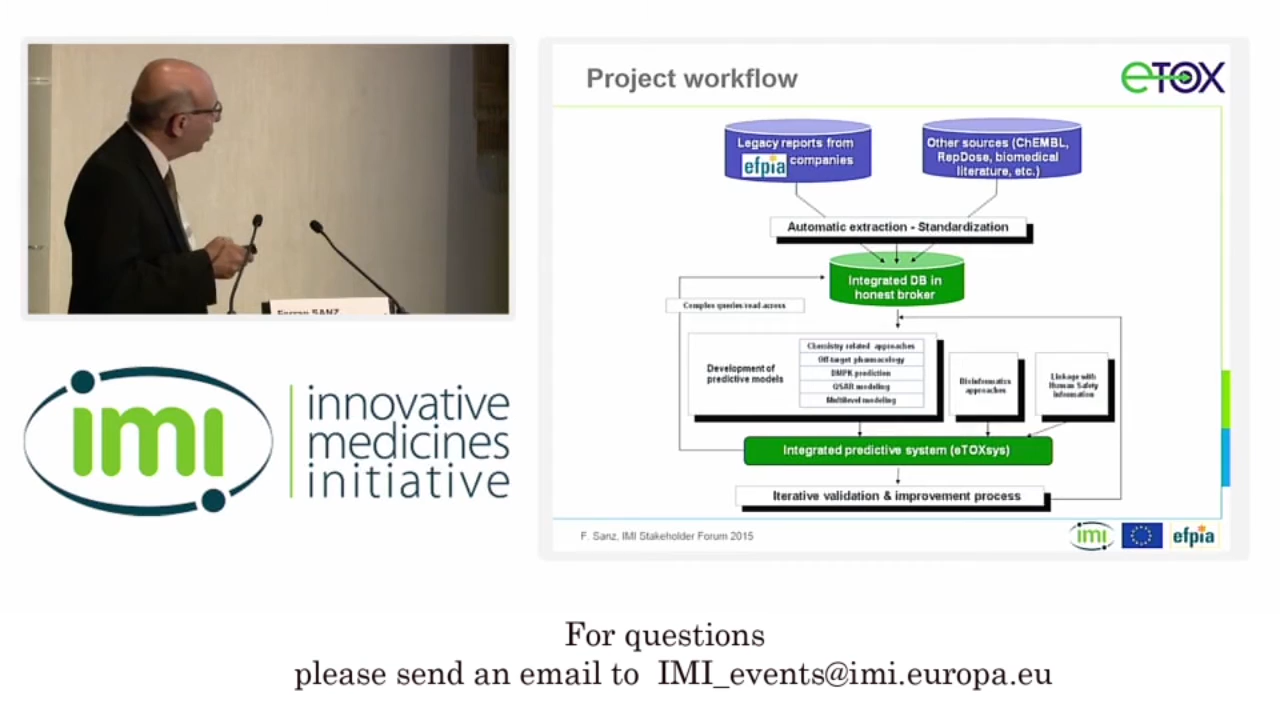 Ferran SANZ
imi
innovative
medicines
initiative
Project workflow
eTOX
Legacy reports from
efpia companies
Other sources (ChEMBL,
RepDose, biomedical
literature, etc.)
Automatic extraction - Standardization
Integrated DB in
honest broker
Complex queries/read-across
Development of
predictive models
Chemistry related approaches
Off-target pharmacology
DMPK prediction
QSAR modeling
Multilevel modeling
Bioinformatics
approaches
Linkage with
Human Safety
Information
Integrated predictive system (eTOXsys)
Iterative validation & improvement process
F. Sanz, IMI Stakeholder Forum 2015
imi
efpia
For questions
please send an email to IMI_events@imi.europa.eu